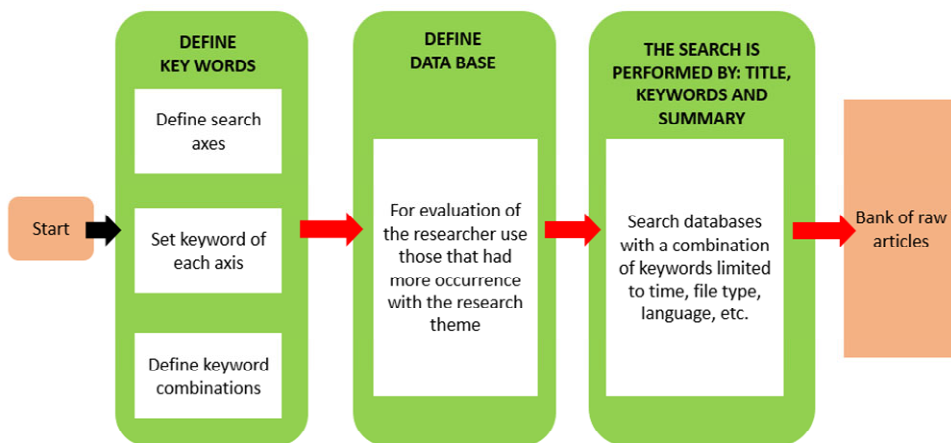 Start
DEFINE
KEY WORDS
Define search
axes
Set keyword of
each axis
Define keyword
combinations
DEFINE
DATA BASE
For evaluation of
the researcher use
those that had
more occurrence
with the research
theme
THE SEARCH IS
PERFORMED BY: TITLE,
KEYWORDS AND
SUMMARY
Search databases
with a combination
of keywords limited
to time, file type,
language, etc.
Bank of raw
articles